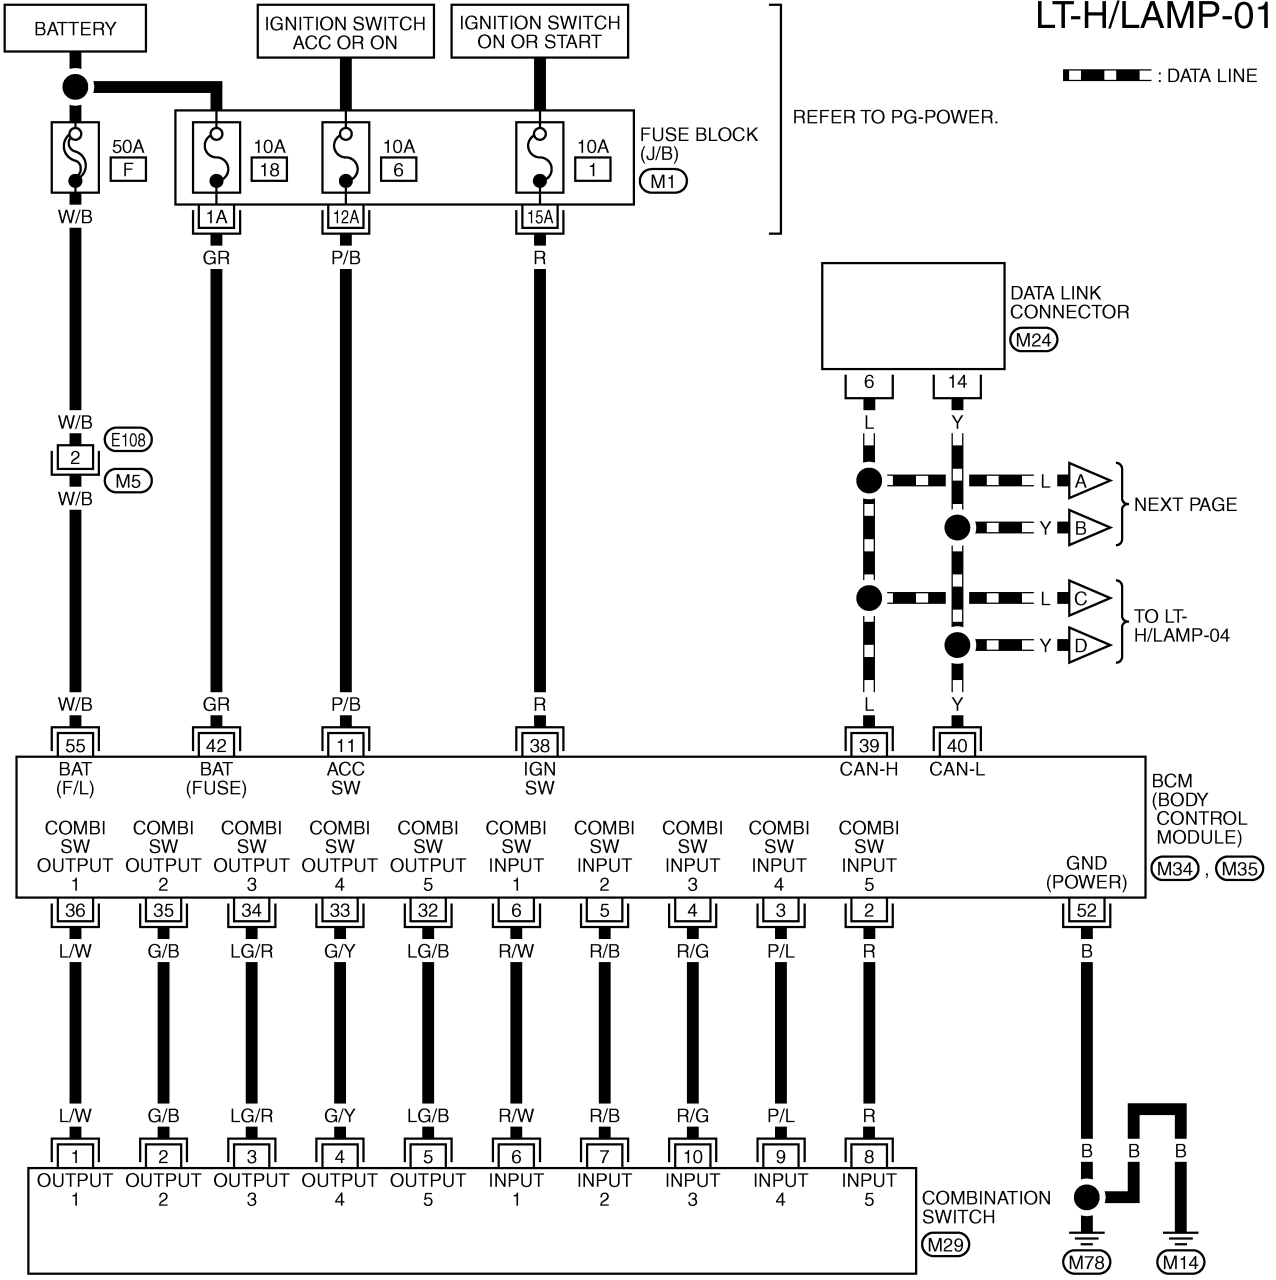 LT-H/LAMP-01
BATTERY
IGNITION SWITCH
ACC OR ON
IGNITION SWITCH
ON OR START
: DATA LINE
REFER TO PG-POWER.
50A
F
10A
18
10A
6
10A
1
FUSE BLOCK
(J/B)
M1
W/B
1A
12A
15A
GR
P/B
R
DATA LINK
CONNECTOR
M24
6
14
L
Y
W/B
E108
2
M5
W/B
L
A
Y
B
NEXT PAGE
L
C
Y
D
TO LT-
H/LAMP-04
W/B
GR
P/B
R
L
Y
55
42
11
38
39
40
BAT
(F/L)
BAT
(FUSE)
ACC
SW
IGN
SW
CAN-H
CAN-L
BCM
(BODY
CONTROL
MODULE)
M34 , M35
COMBI
SW
OUTPUT
1
COMBI
SW
OUTPUT
2
COMBI
SW
OUTPUT
3
COMBI
SW
OUTPUT
4
COMBI
SW
OUTPUT
5
COMBI
SW
INPUT
1
COMBI
SW
INPUT
2
COMBI
SW
INPUT
3
COMBI
SW
INPUT
4
COMBI
SW
INPUT
5
GND
(POWER)
36
35
34
33
32
6
5
4
3
2
52
L/W
G/B
LG/R
G/Y
LG/B
R/W
R/B
R/G
P/L
R
B
L/W
G/B
LG/R
G/Y
LG/B
R/W
R/B
R/G
P/L
R
B
B
B
1
2
3
4
5
6
7
10
9
8
OUTPUT
1
OUTPUT
2
OUTPUT
3
OUTPUT
4
OUTPUT
5
INPUT
1
INPUT
2
INPUT
3
INPUT
4
INPUT
5
COMBINATION
SWITCH
M29
M78
M14